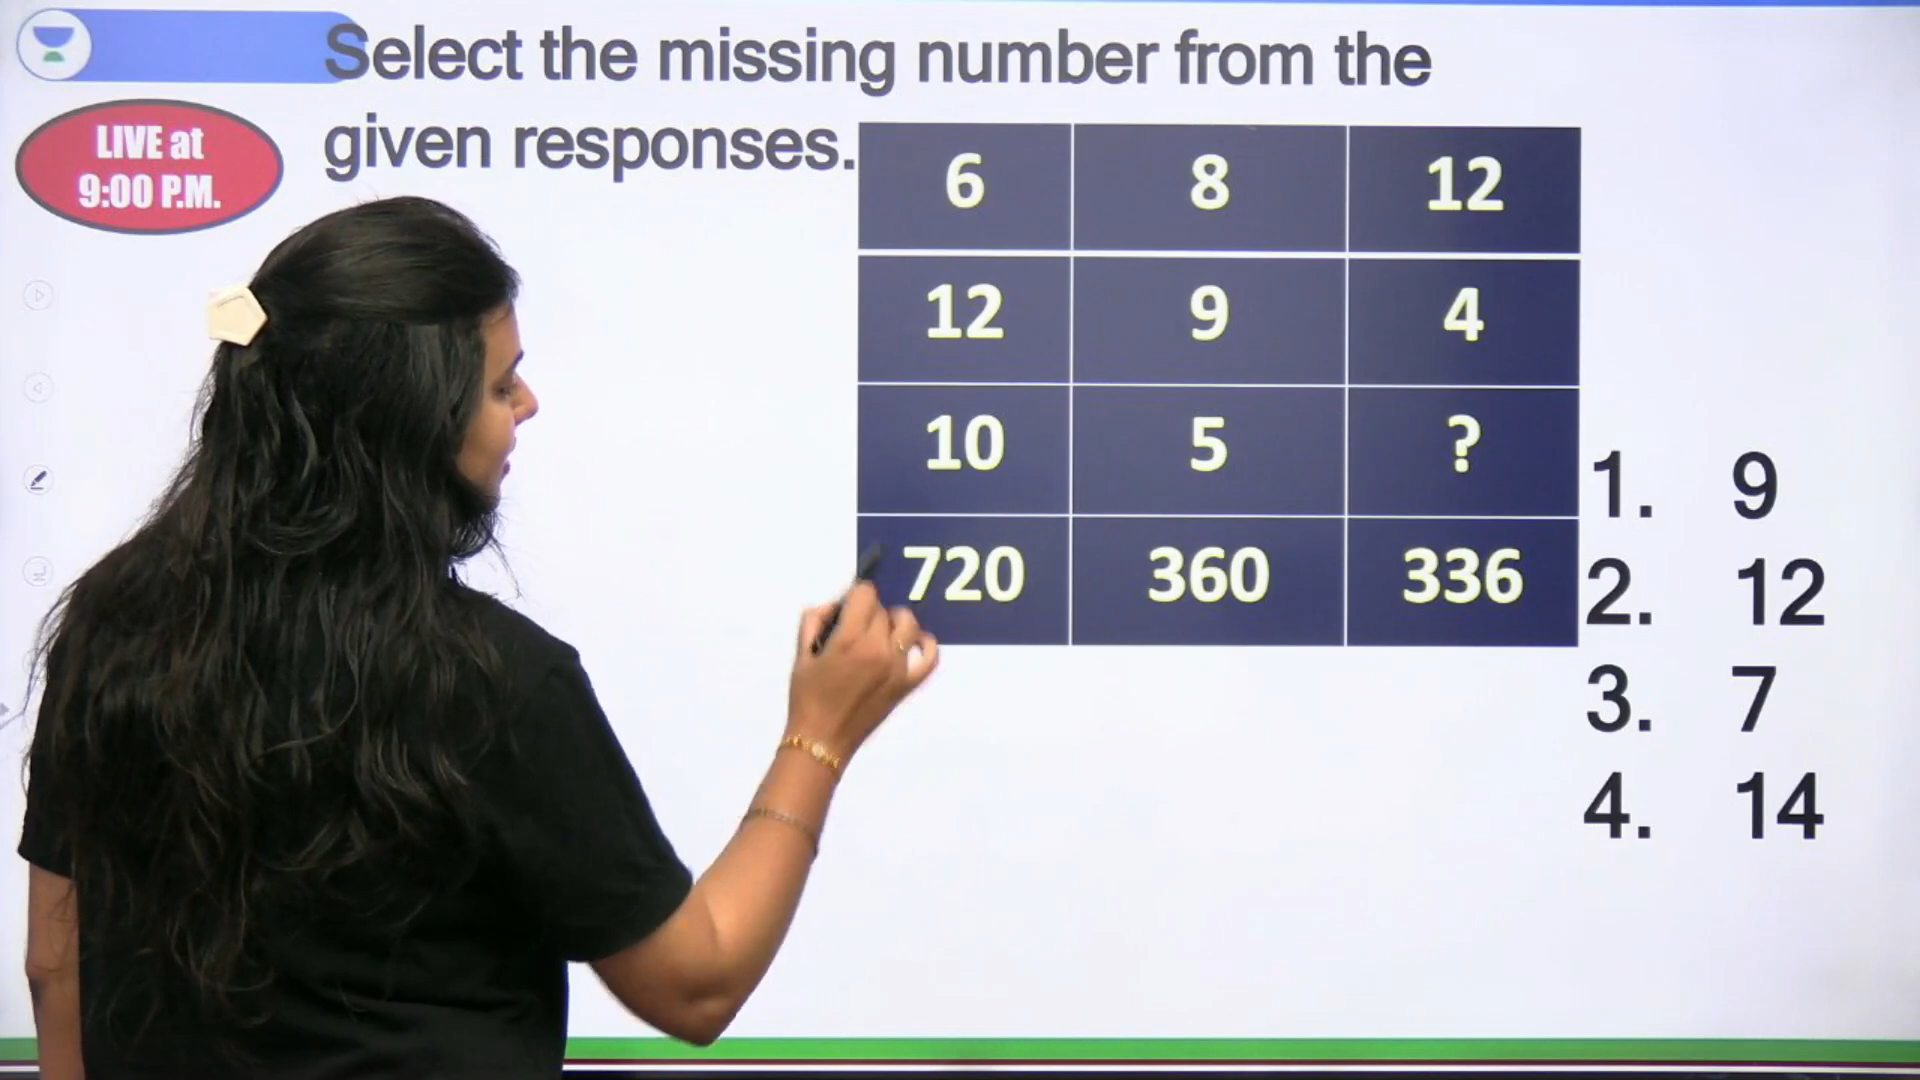 Select the missing number from the
given responses.
LIVE at
9:00 P.M.
6 8 12
12 9 4
10 5 ?
720 360 336
1. 9
2. 12
3. 7
4. 14